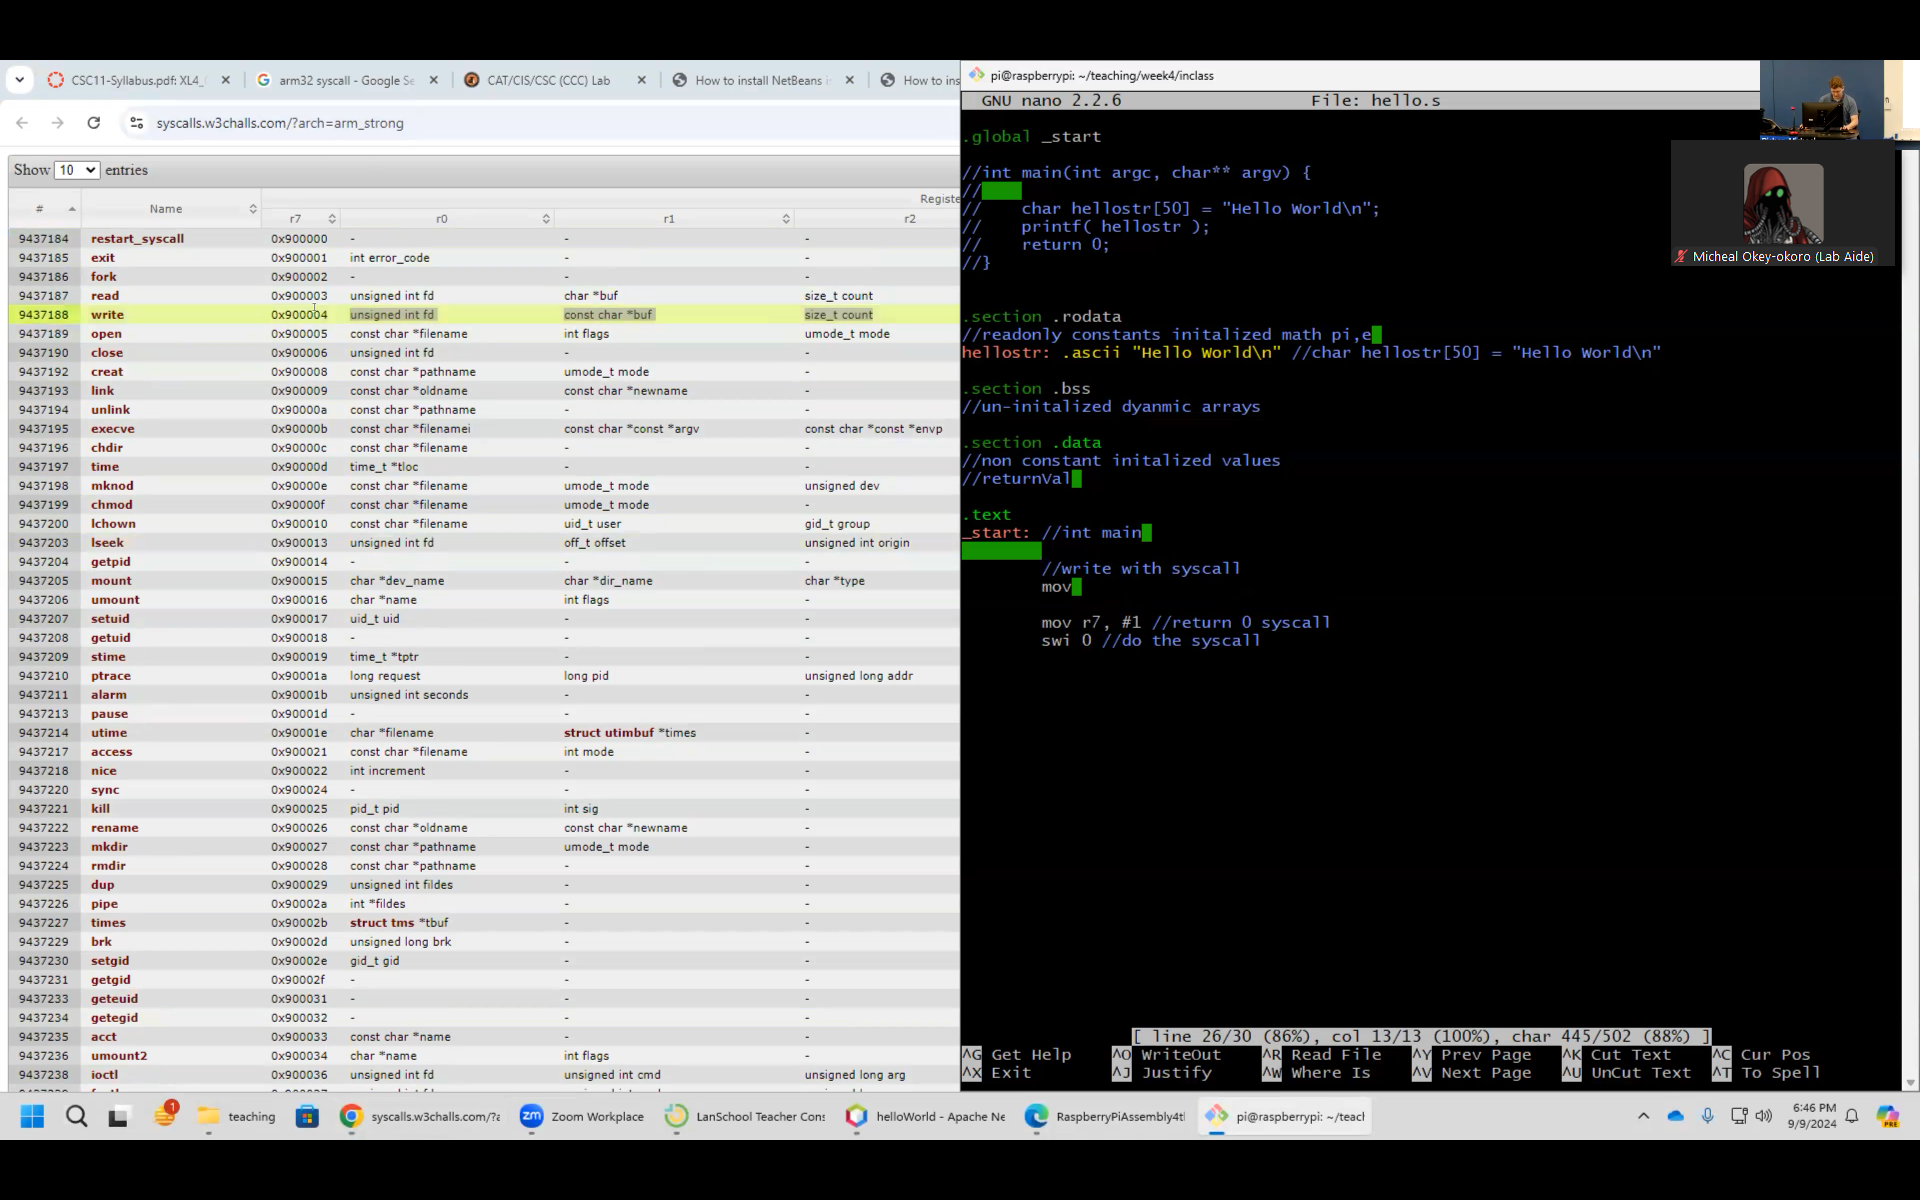 CSC11-Syllabus.pdf: XL4_
arm32 syscall - Google Se
CAT/CIS/CSC (CCC) Lab
How to install NetBeans i
How to ins
syscalls.w3challs.com/?arch=arm_strong
Show 10 entries
Registe
# Name r7 r0 r1 r2
9437184 restart_syscall 0x900000 - - -
9437185 exit 0x900001 int error_code - -
9437186 fork 0x900002 - - -
9437187 read 0x900003 unsigned int fd char *buf size_t count
9437188 write 0x900004 unsigned int fd const char *buf size_t count
9437189 open 0x900005 const char *filename int flags umode_t mode
9437190 close 0x900006 unsigned int fd - -
9437192 creat 0x900008 const char *pathname umode_t mode -
9437193 link 0x900009 const char *oldname const char *newname -
9437194 unlink 0x90000a const char *pathname - -
9437195 execve 0x90000b const char *filenamei const char *const *argv const char *const *envp
9437196 chdir 0x90000c const char *filename - -
9437197 time 0x90000d time_t *tloc - -
9437198 mknod 0x90000e const char *filename umode_t mode unsigned dev
9437199 chmod 0x90000f const char *filename umode_t mode -
9437200 lchown 0x900010 const char *filename uid_t user gid_t group
9437203 lseek 0x900013 unsigned int fd off_t offset unsigned int origin
9437204 getpid 0x900014 - - -
9437205 mount 0x900015 char *dev_name char *dir_name char *type
9437206 umount 0x900016 char *name int flags -
9437207 setuid 0x900017 uid_t uid - -
9437208 getuid 0x900018 - - -
9437209 stime 0x900019 time_t *tptr - -
9437210 ptrace 0x90001a long request long pid unsigned long addr
9437211 alarm 0x90001b unsigned int seconds - -
9437213 pause 0x90001d - - -
9437214 utime 0x90001e char *filename struct utimbuf *times -
9437217 access 0x900021 const char *filename int mode -
9437218 nice 0x900022 int increment - -
9437220 sync 0x900024 - - -
9437221 kill 0x900025 pid_t pid int sig -
9437222 rename 0x900026 const char *oldname const char *newname -
9437223 mkdir 0x900027 const char *pathname umode_t mode -
9437224 rmdir 0x900028 const char *pathname - -
9437225 dup 0x900029 unsigned int fildes - -
9437226 pipe 0x90002a int *fildes - -
9437227 times 0x90002b struct tms *tbuf - -
9437229 brk 0x90002d unsigned long brk - -
9437230 setgid 0x90002e gid_t gid - -
9437231 getgid 0x90002f - - -
9437233 geteuid 0x900031 - - -
9437234 getegid 0x900032 - - -
9437235 acct 0x900033 const char *name - -
9437236 umount2 0x900034 char *name int flags -
9437238 ioctl 0x900036 unsigned int fd unsigned int cmd unsigned long arg
pi@raspberrypi: ~/teaching/week4/inclass
GNU nano 2.2.6 File: hello.s
.global _start
//int main(int argc, char** argv) {
//
// char hellostr[50] = "Hello World\n";
// printf( hellostr );
// return 0;
//}
.section .rodata
//readonly constants initalized math pi,e
hellostr: .ascii "Hello World\n" //char hellostr[50] = "Hello World\n"
.section .bss
//un-initalized dyanmic arrays
.section .data
//non constant initalized values
//returnVal
.text
_start: //int main
//write with syscall
mov
mov r7, #1 //return 0 syscall
swi 0 //do the syscall
[ line 26/30 (86%), col 13/13 (100%), char 445/502 (88%) ]
^G Get Help ^O WriteOut ^R Read File ^Y Prev Page ^K Cut Text ^C Cur Pos
^X Exit ^J Justify ^W Where Is ^V Next Page ^U UnCut Text ^T To Spell
Micheal Okey-okoro (Lab Aide)
1
teaching
syscalls.w3challs.com/?a
zm
Zoom Workplace
LanSchool Teacher Cons
helloWorld - Apache Ne
RaspberryPiAssembly4tl
pi@raspberrypi: ~/teacl
6:46 PM
9/9/2024
PRE